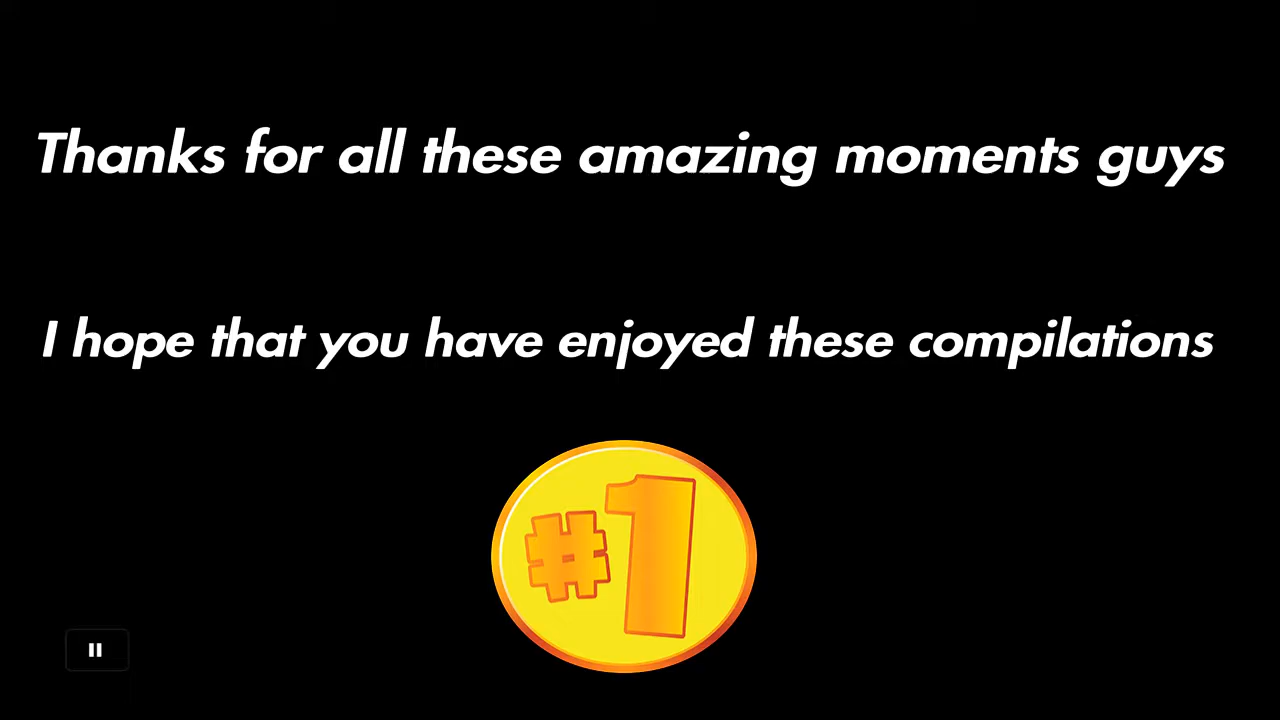 Thanks for all these amazing moments guys
I hope that you have enjoyed these compilations
#1